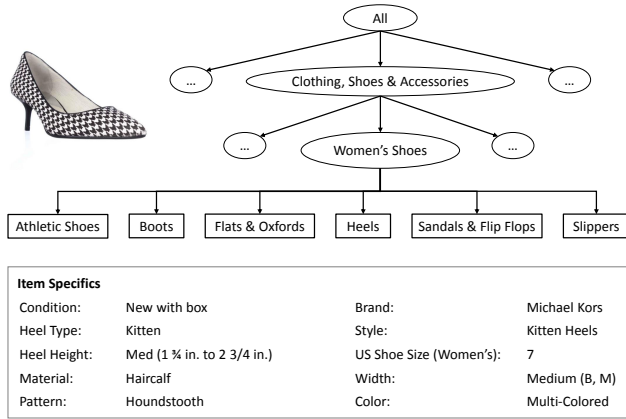 All
...
Clothing, Shoes & Accessories
...
...
Women's Shoes
...
Athletic Shoes
Boots
Flats & Oxfords
Heels
Sandals & Flip Flops
Slippers
Item Specifics
Condition: New with box Brand: Michael Kors
Heel Type: Kitten Style: Kitten Heels
Heel Height: Med (1 ¾ in. to 2 3/4 in.) US Shoe Size (Women's): 7
Material: Haircalf Width: Medium (B, M)
Pattern: Houndstooth Color: Multi-Colored